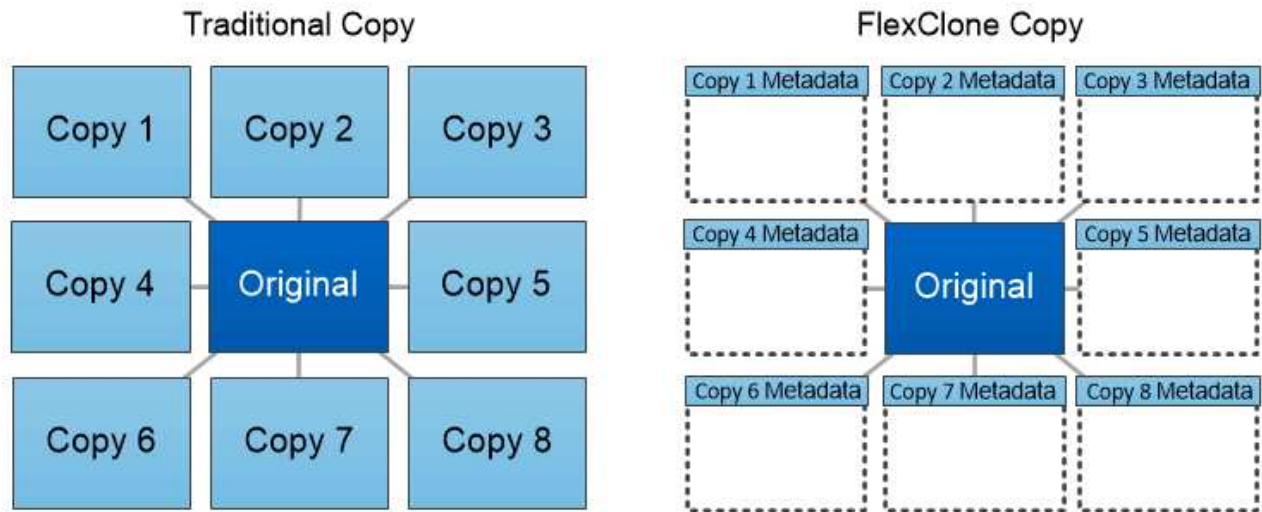 Traditional Copy
Copy 1
Copy 2
Copy 3
Copy 4
Original
Copy 5
Copy 6
Copy 7
Copy 8
FlexClone Copy
Copy 1 Metadata
Copy 2 Metadata
Copy 3 Metadata
Copy 4 Metadata
Original
Copy 5 Metadata
Copy 6 Metadata
Copy 7 Metadata
Copy 8 Metadata